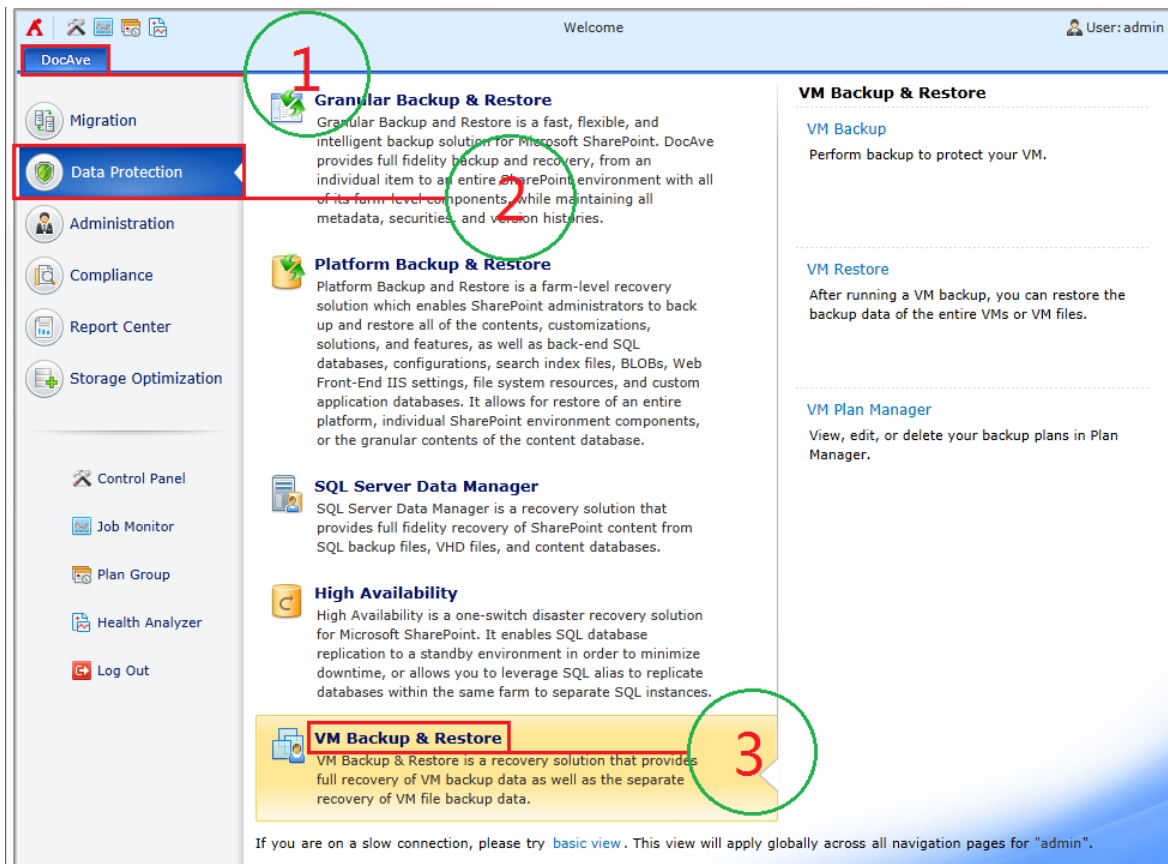 Welcome
User: admin
DocAve
1
Migration
Data Protection
Administration
Compliance
Report Center
Storage Optimization
Control Panel
Job Monitor
Plan Group
Health Analyzer
Log Out
Granular Backup & Restore
Granular Backup and Restore is a fast, flexible, and
intelligent backup solution for Microsoft SharePoint. DocAve
provides full fidelity backup and recovery, from an
individual item to an entire SharePoint environment with all
of its farm-level components, while maintaining all
metadata, securities, and version histories.
2
Platform Backup & Restore
Platform Backup and Restore is a farm-level recovery
solution which enables SharePoint administrators to back
up and restore all of the contents, customizations,
solutions, and features, as well as back-end SQL
databases, configurations, search index files, BLOBs, Web
Front-End IIS settings, file system resources, and custom
application databases. It allows for restore of an entire
platform, individual SharePoint environment components,
or the granular contents of the content database.
SQL Server Data Manager
SQL Server Data Manager is a recovery solution that
provides full fidelity recovery of SharePoint content from
SQL backup files, VHD files, and content databases.
High Availability
High Availability is a one-switch disaster recovery solution
for Microsoft SharePoint. It enables SQL database
replication to a standby environment in order to minimize
downtime, or allows you to leverage SQL alias to replicate
databases within the same farm to separate SQL instances.
VM Backup & Restore
VM Backup & Restore is a recovery solution that provides
full recovery of VM backup data as well as the separate
recovery of VM file backup data.
3
VM Backup & Restore
VM Backup
Perform backup to protect your VM.
VM Restore
After running a VM backup, you can restore the
backup data of the entire VMs or VM files.
VM Plan Manager
View, edit, or delete your backup plans in Plan
Manager.
If you are on a slow connection, please try basic view . This view will apply globally across all navigation pages for "admin".